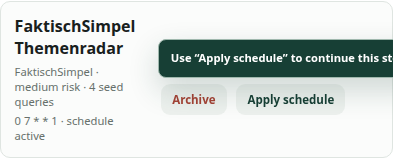 FaktischSimpel
Themenradar
FaktischSimpel ·
medium risk · 4 seed
queries
0 7 * * 1 · schedule
active
Use “Apply schedule” to continue this
Archive
Apply schedule